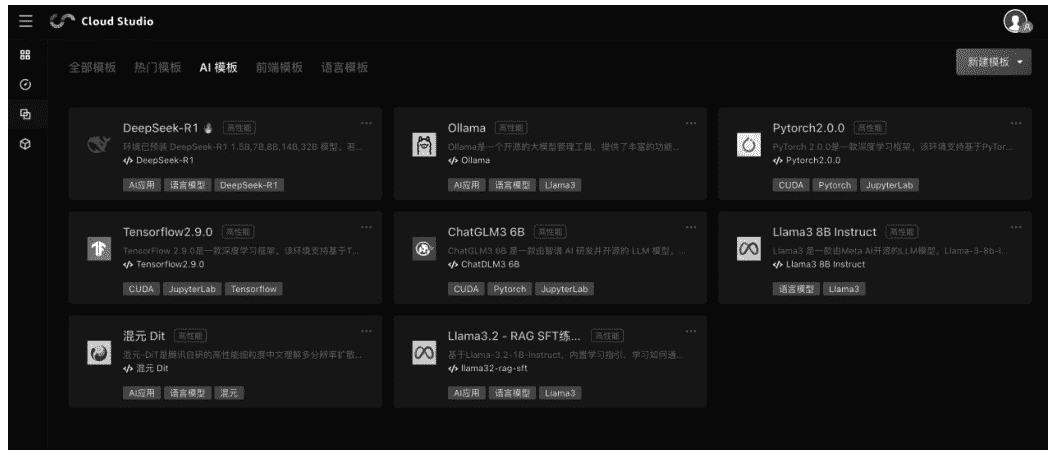 Cloud Studio
全部模板 热门模板 AI 模板 前端模板 语言模板
新建模板
DeepSeek-R1 高性能
环境已预装 DeepSeek-R1 1.5B,7B,8B,14B,32B 模型，若...
</> DeepSeek-R1
AI应用 语言模型 DeepSeek-R1
Ollama 高性能
Ollama是一个开源的大模型管理工具，提供了丰富的功能...
</> Ollama
AI应用 语言模型 Llama3
Pytorch2.0.0 高性能
PyTorch 2.0.0是一款深度学习框架，该环境支持基于PyTor...
</> Pytorch2.0.0
CUDA Pytorch JupyterLab
Tensorflow2.9.0 高性能
TensorFlow 2.9.0是一款深度学习框架，该环境支持基于T...
</> Tensorflow2.9.0
CUDA JupyterLab Tensorflow
ChatGLM3 6B 高性能
ChatGLM3 6B 是一款由智谱 AI 研发并开源的 LLM 模型，...
</> ChatDLM3 6B
CUDA Pytorch JupyterLab
Llama3 8B Instruct 高性能
Llama3 是一款由Meta AI开源的LLM模型，Llama-3-8b-I...
</> Llama3 8B Instruct
语言模型 Llama3
混元 Dit 高性能
混元-DiT是腾讯自研的高性能细粒度中文理解多分辨率扩散...
</> 混元 Dit
AI应用 语言模型 混元
Llama3.2 - RAG SFT练... 高性能
基于Llama-3.2-1B-Instruct，内置学习指引，学习如何通...
</> llama32-rag-sft
AI应用 语言模型 Llama3